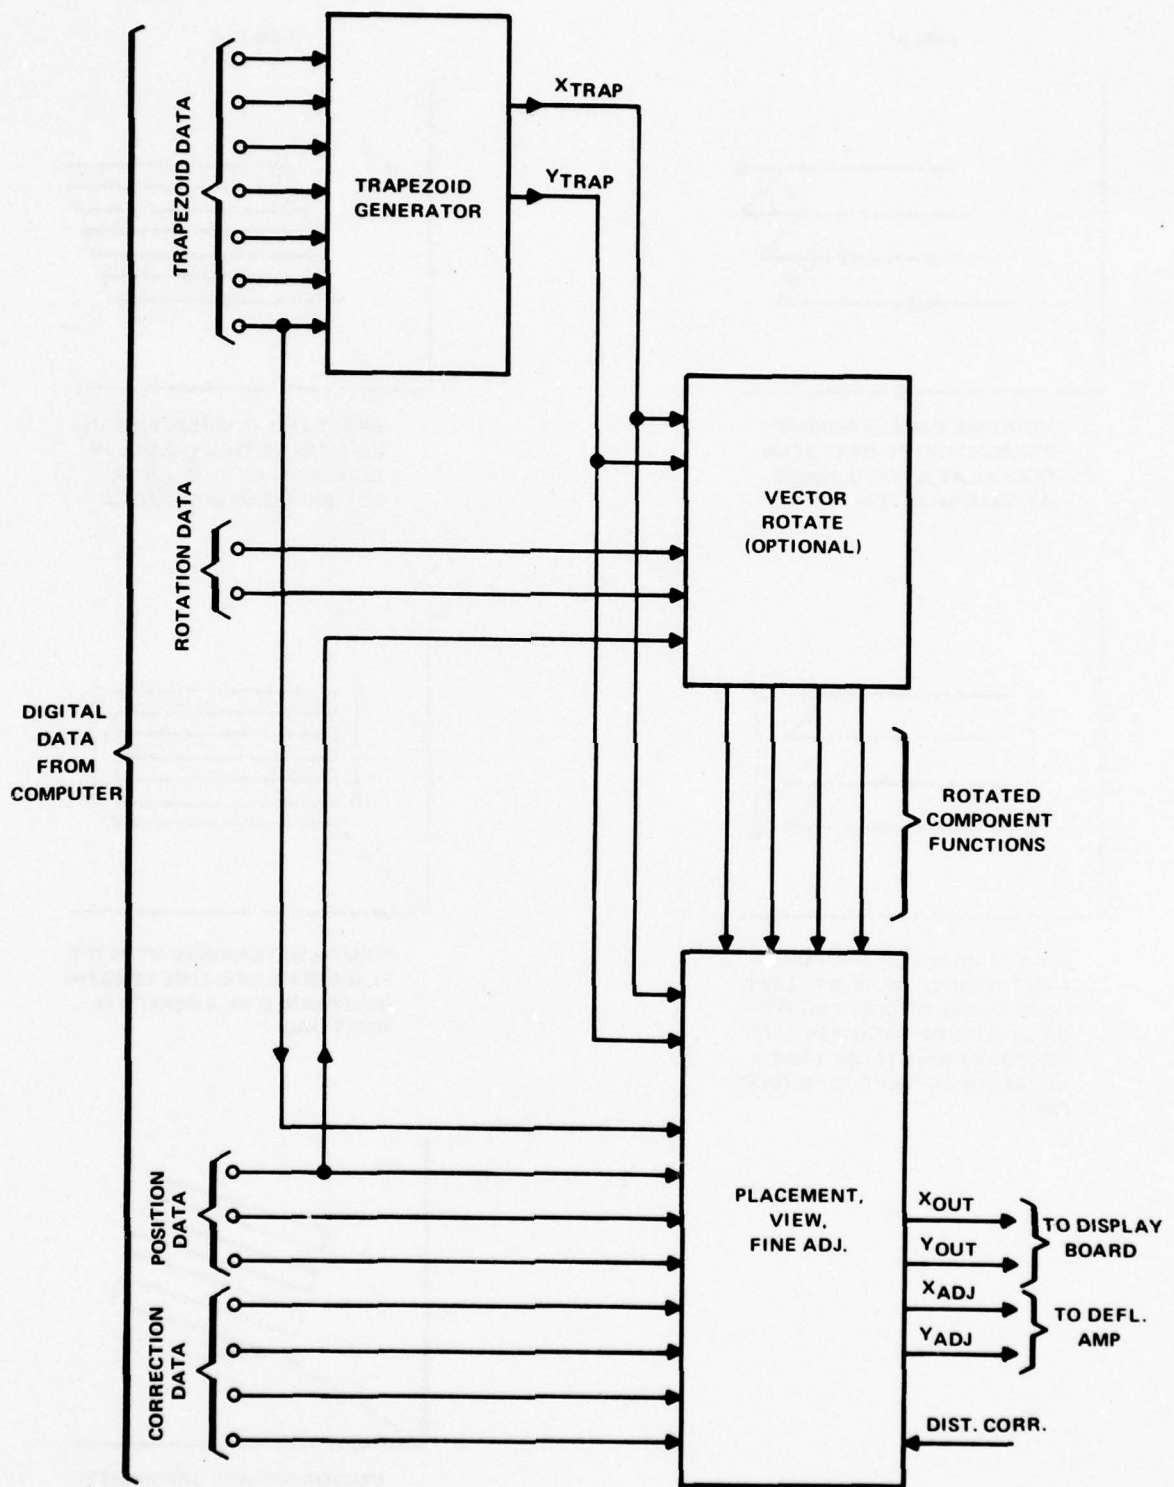 TRAPEZOID DATA
TRAPEZOID
GENERATOR
XTRAP
YTRAP
ROTATION DATA
VECTOR
ROTATE
(OPTIONAL)
DIGITAL
DATA
FROM
COMPUTER
ROTATED
COMPONENT
FUNCTIONS
POSITION
DATA
CORRECTION
DATA
PLACEMENT,
VIEW,
FINE ADJ.
XOUT
YOUT
TO DISPLAY
BOARD
XADJ
YADJ
TO DEFL.
AMP
DIST. CORR.